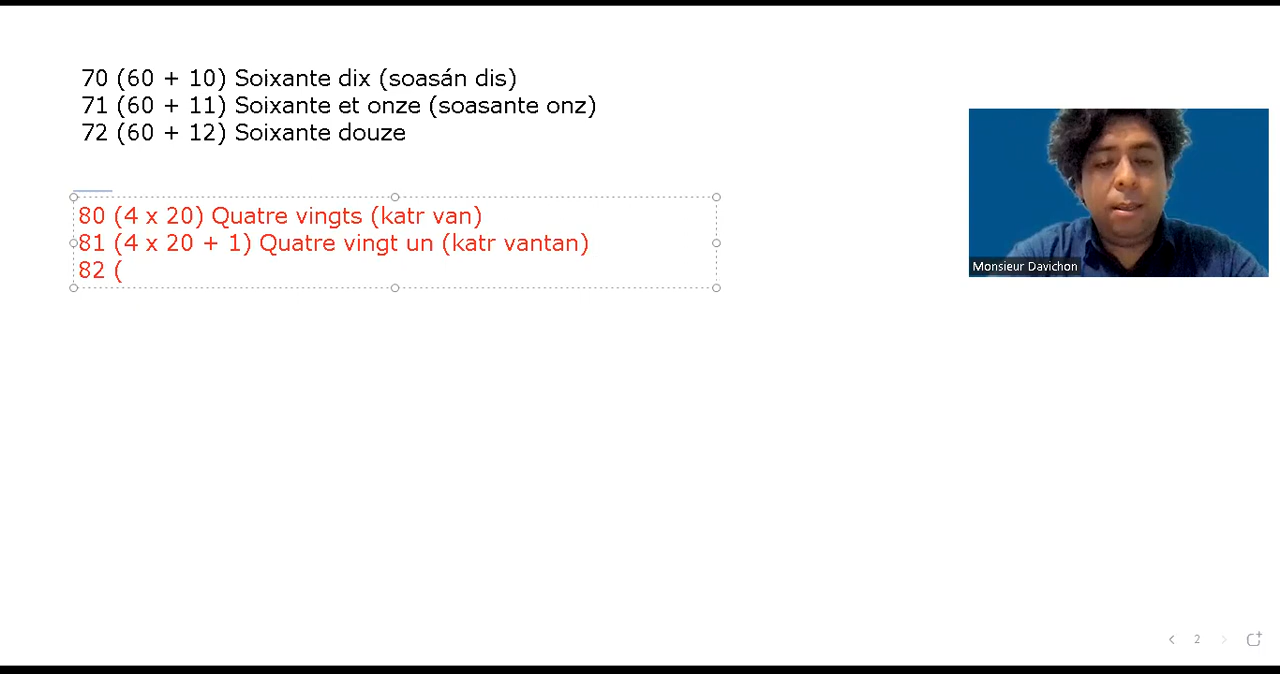 70 (60 + 10) Soixante dix (soasán dis)
71 (60 + 11) Soixante et onze (soasante onz)
72 (60 + 12) Soixante douze
80 (4 x 20) Quatre vingts (katr van)
81 (4 x 20 + 1) Quatre vingt un (katr vantan)
82 (
Monsieur Davichon
2